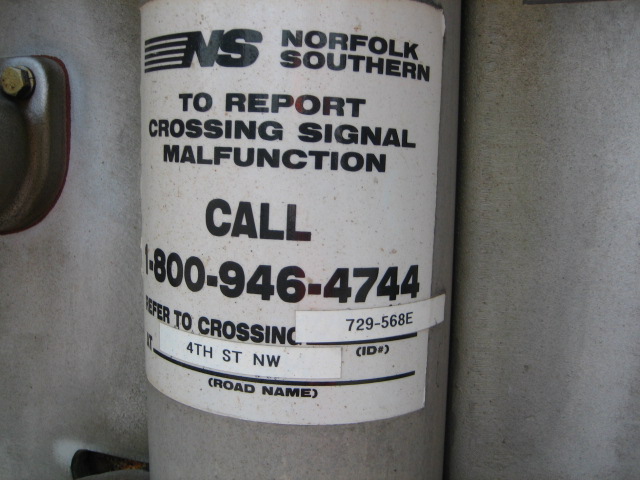 NS NORFOLK
SOUTHERN
TO REPORT
CROSSING SIGNAL
MALFUNCTION
CALL
1-800-946-4744
REFER TO CROSSING 729-568E
(ID#)
AT 4TH ST NW
(ROAD NAME)